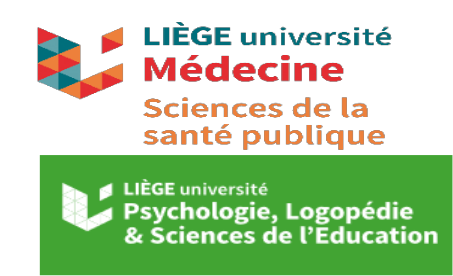 LIÈGE université
Médecine
Sciences de la
santé publique
LIÈGE université
Psychologie, Logopédie
& Sciences de l'Education